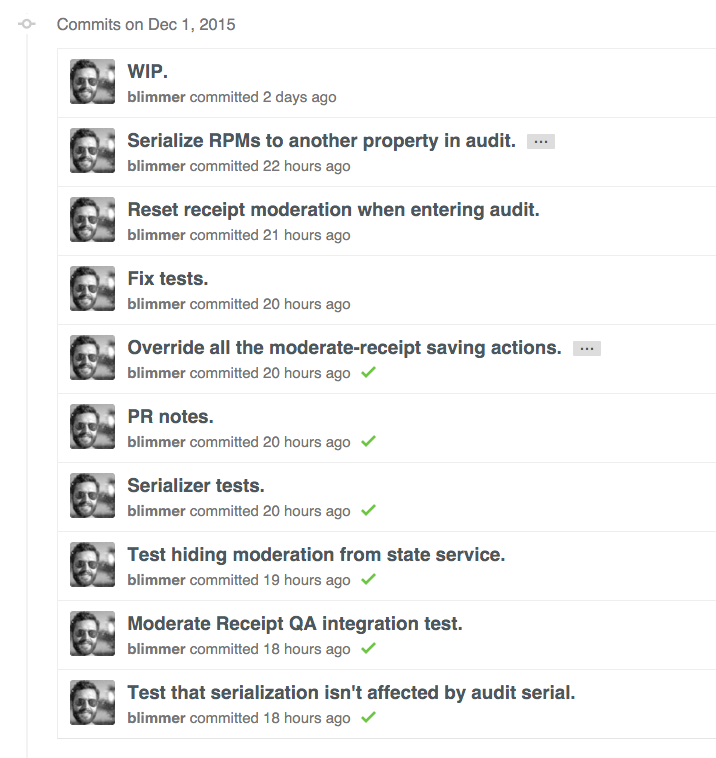 Commits on Dec 1, 2015
WIP.
blimmer committed 2 days ago
Serialize RPMs to another property in audit. ...
blimmer committed 22 hours ago
Reset receipt moderation when entering audit.
blimmer committed 21 hours ago
Fix tests.
blimmer committed 20 hours ago
Override all the moderate-receipt saving actions. ...
blimmer committed 20 hours ago
PR notes.
blimmer committed 20 hours ago
Serializer tests.
blimmer committed 20 hours ago
Test hiding moderation from state service.
blimmer committed 19 hours ago
Moderate Receipt QA integration test.
blimmer committed 18 hours ago
Test that serialization isn't affected by audit serial.
blimmer committed 18 hours ago